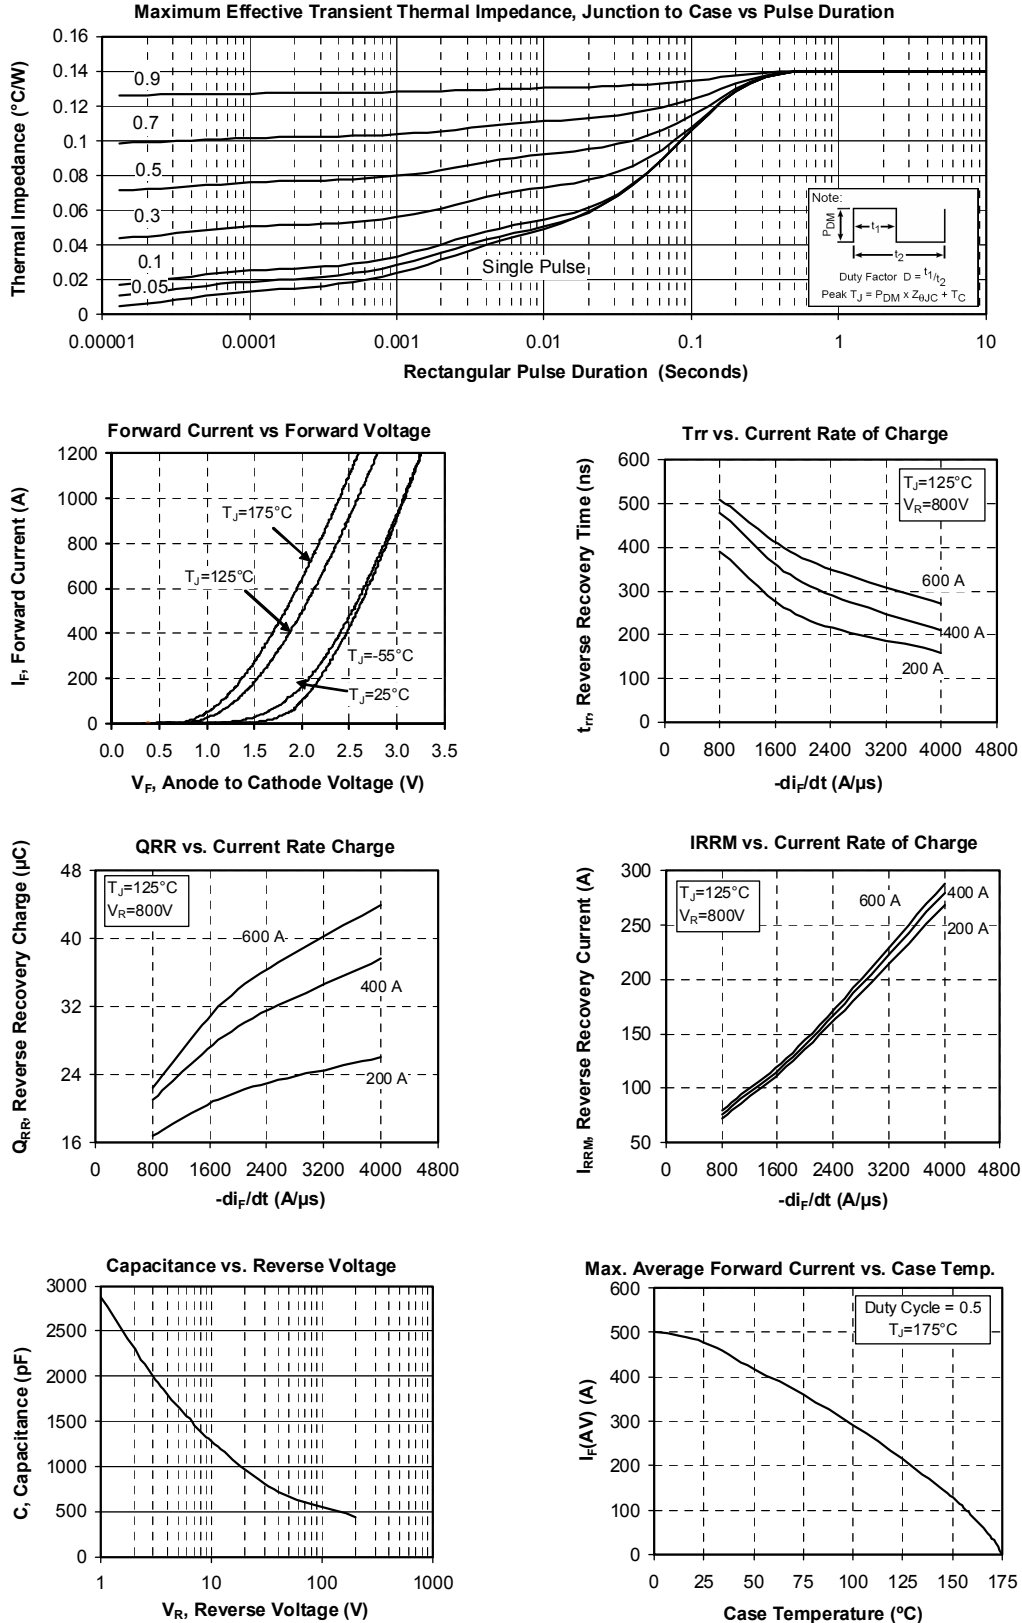 Maximum Effective Transient Thermal Impedance, Junction to Case vs Pulse Duration
Thermal Impedance (°C/W)
0.16
0.14
0.12
0.1
0.08
0.06
0.04
0.02
0
0.9
0.7
0.5
0.3
0.1
0.05
Single Pulse
Note:
PDM
t1
t2
Duty Factor D = t1/t2
Peak TJ = PDM x ZθJC + TC
0.00001 0.0001 0.001 0.01 0.1 1 10
Rectangular Pulse Duration (Seconds)
Forward Current vs Forward Voltage
IF, Forward Current (A)
1200
1000
800
600
400
200
0
TJ=175°C
TJ=125°C
TJ=-55°C
TJ=25°C
0.0 0.5 1.0 1.5 2.0 2.5 3.0 3.5
VF, Anode to Cathode Voltage (V)
Trr vs. Current Rate of Charge
trr, Reverse Recovery Time (ns)
600
500
400
300
200
100
0
TJ=125°C
VR=800V
600 A
400 A
200 A
0 800 1600 2400 3200 4000 4800
-diF/dt (A/µs)
QRR vs. Current Rate Charge
QRR, Reverse Recovery Charge (µC)
48
40
32
24
16
TJ=125°C
VR=800V
600 A
400 A
200 A
0 800 1600 2400 3200 4000 4800
-diF/dt (A/µs)
IRRM vs. Current Rate of Charge
IRRM, Reverse Recovery Current (A)
300
250
200
150
100
50
TJ=125°C
VR=800V
600 A
400 A
200 A
0 800 1600 2400 3200 4000 4800
-diF/dt (A/µs)
Capacitance vs. Reverse Voltage
C, Capacitance (pF)
3000
2500
2000
1500
1000
500
0
1 10 100 1000
VR, Reverse Voltage (V)
Max. Average Forward Current vs. Case Temp.
IF(AV) (A)
600
500
400
300
200
100
0
Duty Cycle = 0.5
TJ=175°C
0 25 50 75 100 125 150 175
Case Temperature (ºC)